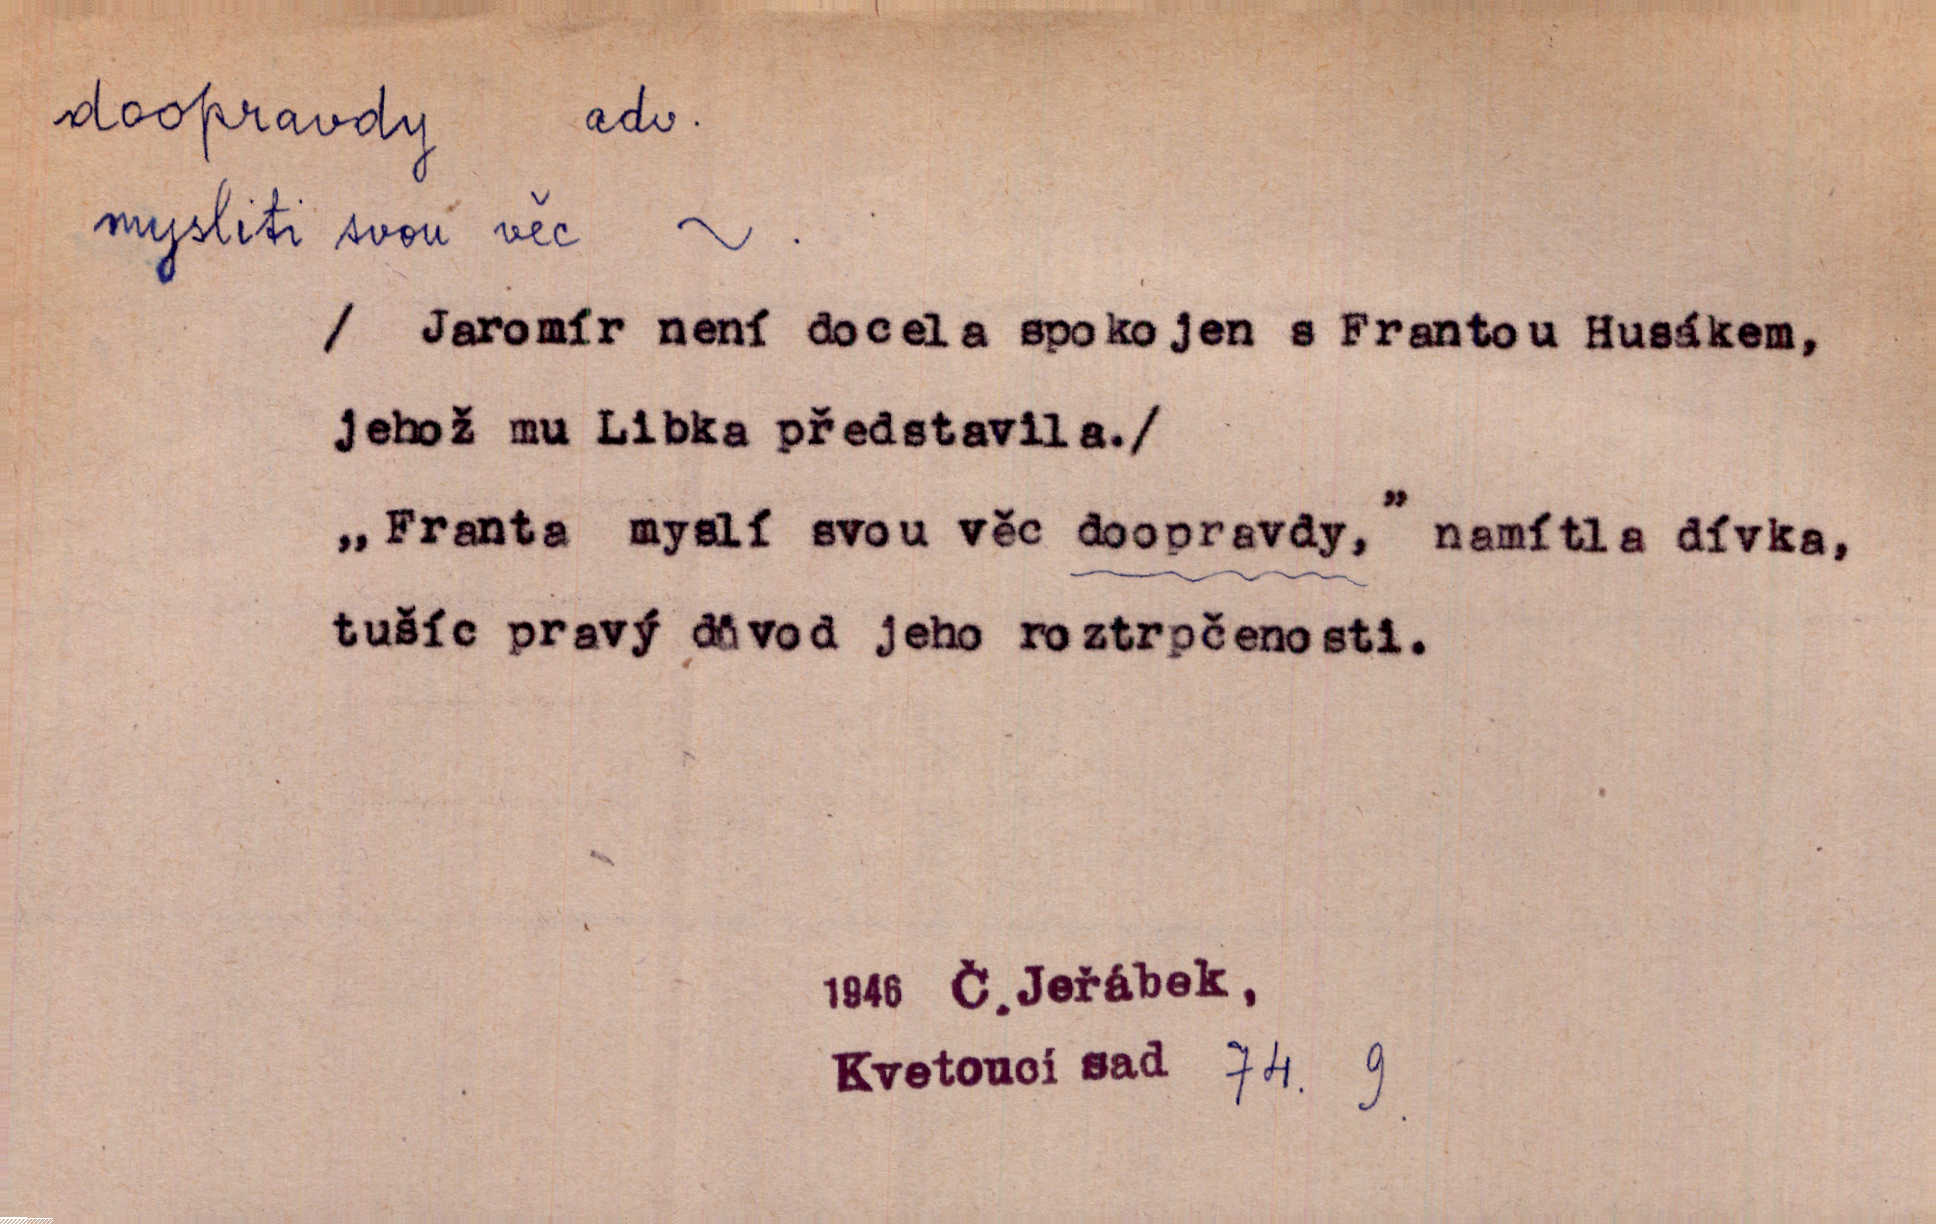 doopravdy adv.
mysliti svou věc ~.
/ Jaromír není docela spokojen s Frantou Husákem,
jehož mu Libka představila./
„Franta myslí svou věc doopravdy,” namítla dívka,
tušíc pravý důvod jeho roztrpčenosti.
1946 Č.Jeřábek,
Kvetoucí sad 74. 9.